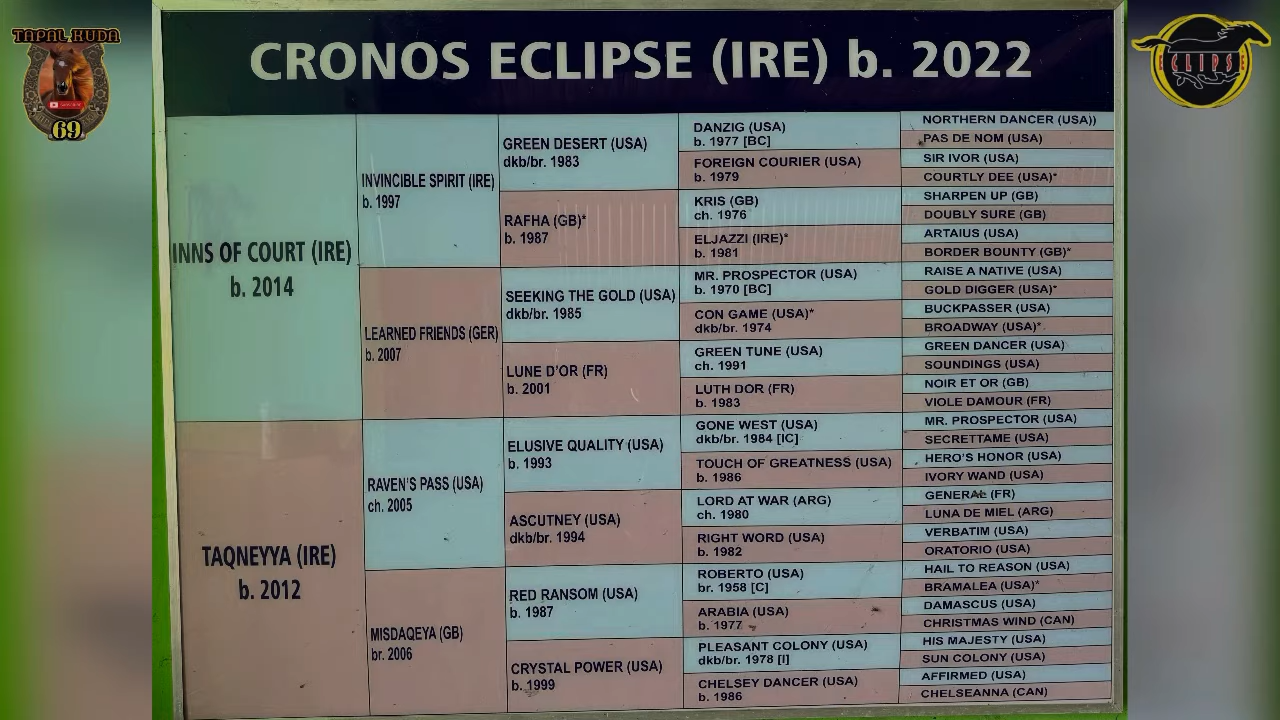 TAPAL KUDA
69
ECLIPSE
CRONOS ECLIPSE (IRE) b. 2022
INNS OF COURT (IRE)
b. 2014
INVINCIBLE SPIRIT (IRE)
b. 1997
GREEN DESERT (USA)
dkb/br. 1983
DANZIG (USA)
b. 1977 [BC]
NORTHERN DANCER (USA))
PAS DE NOM (USA)
FOREIGN COURIER (USA)
b. 1979
SIR IVOR (USA)
COURTLY DEE (USA)*
RAFHA (GB)*
b. 1987
KRIS (GB)
ch. 1976
SHARPEN UP (GB)
DOUBLY SURE (GB)
ELJAZZI (IRE)*
b. 1981
ARTAIUS (USA)
BORDER BOUNTY (GB)*
LEARNED FRIENDS (GER)
b. 2007
SEEKING THE GOLD (USA)
dkb/br. 1985
MR. PROSPECTOR (USA)
b. 1970 [BC]
RAISE A NATIVE (USA)
GOLD DIGGER (USA)*
CON GAME (USA)*
dkb/br. 1974
BUCKPASSER (USA)
BROADWAY (USA)*
LUNE D'OR (FR)
b. 2001
GREEN TUNE (USA)
ch. 1991
GREEN DANCER (USA)
SOUNDINGS (USA)
LUTH DOR (FR)
b. 1983
NOIR ET OR (GB)
VIOLE DAMOUR (FR)
TAQNEYYA (IRE)
b. 2012
RAVEN'S PASS (USA)
ch. 2005
ELUSIVE QUALITY (USA)
b. 1993
GONE WEST (USA)
dkb/br. 1984 [IC]
MR. PROSPECTOR (USA)
SECRETTAME (USA)
TOUCH OF GREATNESS (USA)
b. 1986
HERO'S HONOR (USA)
IVORY WAND (USA)
ASCUTNEY (USA)
dkb/br. 1994
LORD AT WAR (ARG)
ch. 1980
GENERAL (FR)
LUNA DE MIEL (ARG)
RIGHT WORD (USA)
b. 1982
VERBATIM (USA)
ORATORIO (USA)
MISDAQEYA (GB)
br. 2006
RED RANSOM (USA)
b. 1987
ROBERTO (USA)
br. 1958 [C]
HAIL TO REASON (USA)
BRAMALEA (USA)*
ARABIA (USA)
b. 1977
DAMASCUS (USA)
CHRISTMAS WIND (CAN)
CRYSTAL POWER (USA)
b. 1999
PLEASANT COLONY (USA)
dkb/br. 1978 [I]
HIS MAJESTY (USA)
SUN COLONY (USA)
CHELSEY DANCER (USA)
b. 1986
AFFIRMED (USA)
CHELSEANNA (CAN)